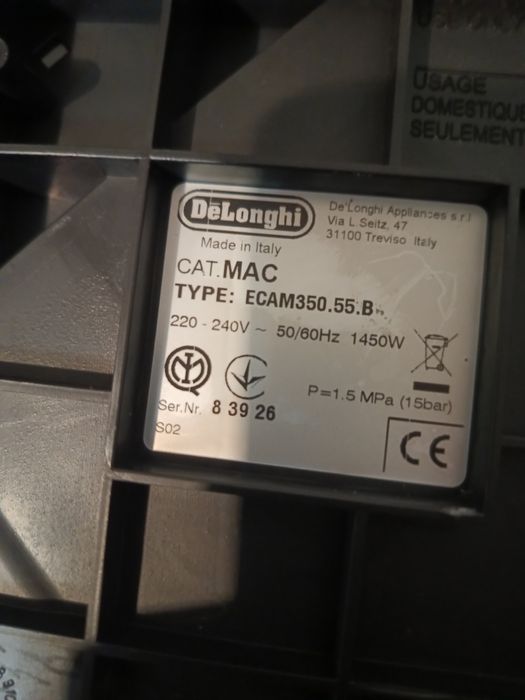 USAGE
DOMESTIQUE
SEULEMENT
DeLonghi
De'Longhi Appliances s.r.l
Via L. Seitz, 47
31100 Treviso Italy
Made in Italy
CAT.MAC
TYPE: ECAM350.55.B
220 - 240V ~ 50/60Hz 1450W
P=1.5 MPa (15bar)
Ser.Nr. 8 39 26
S02
CE